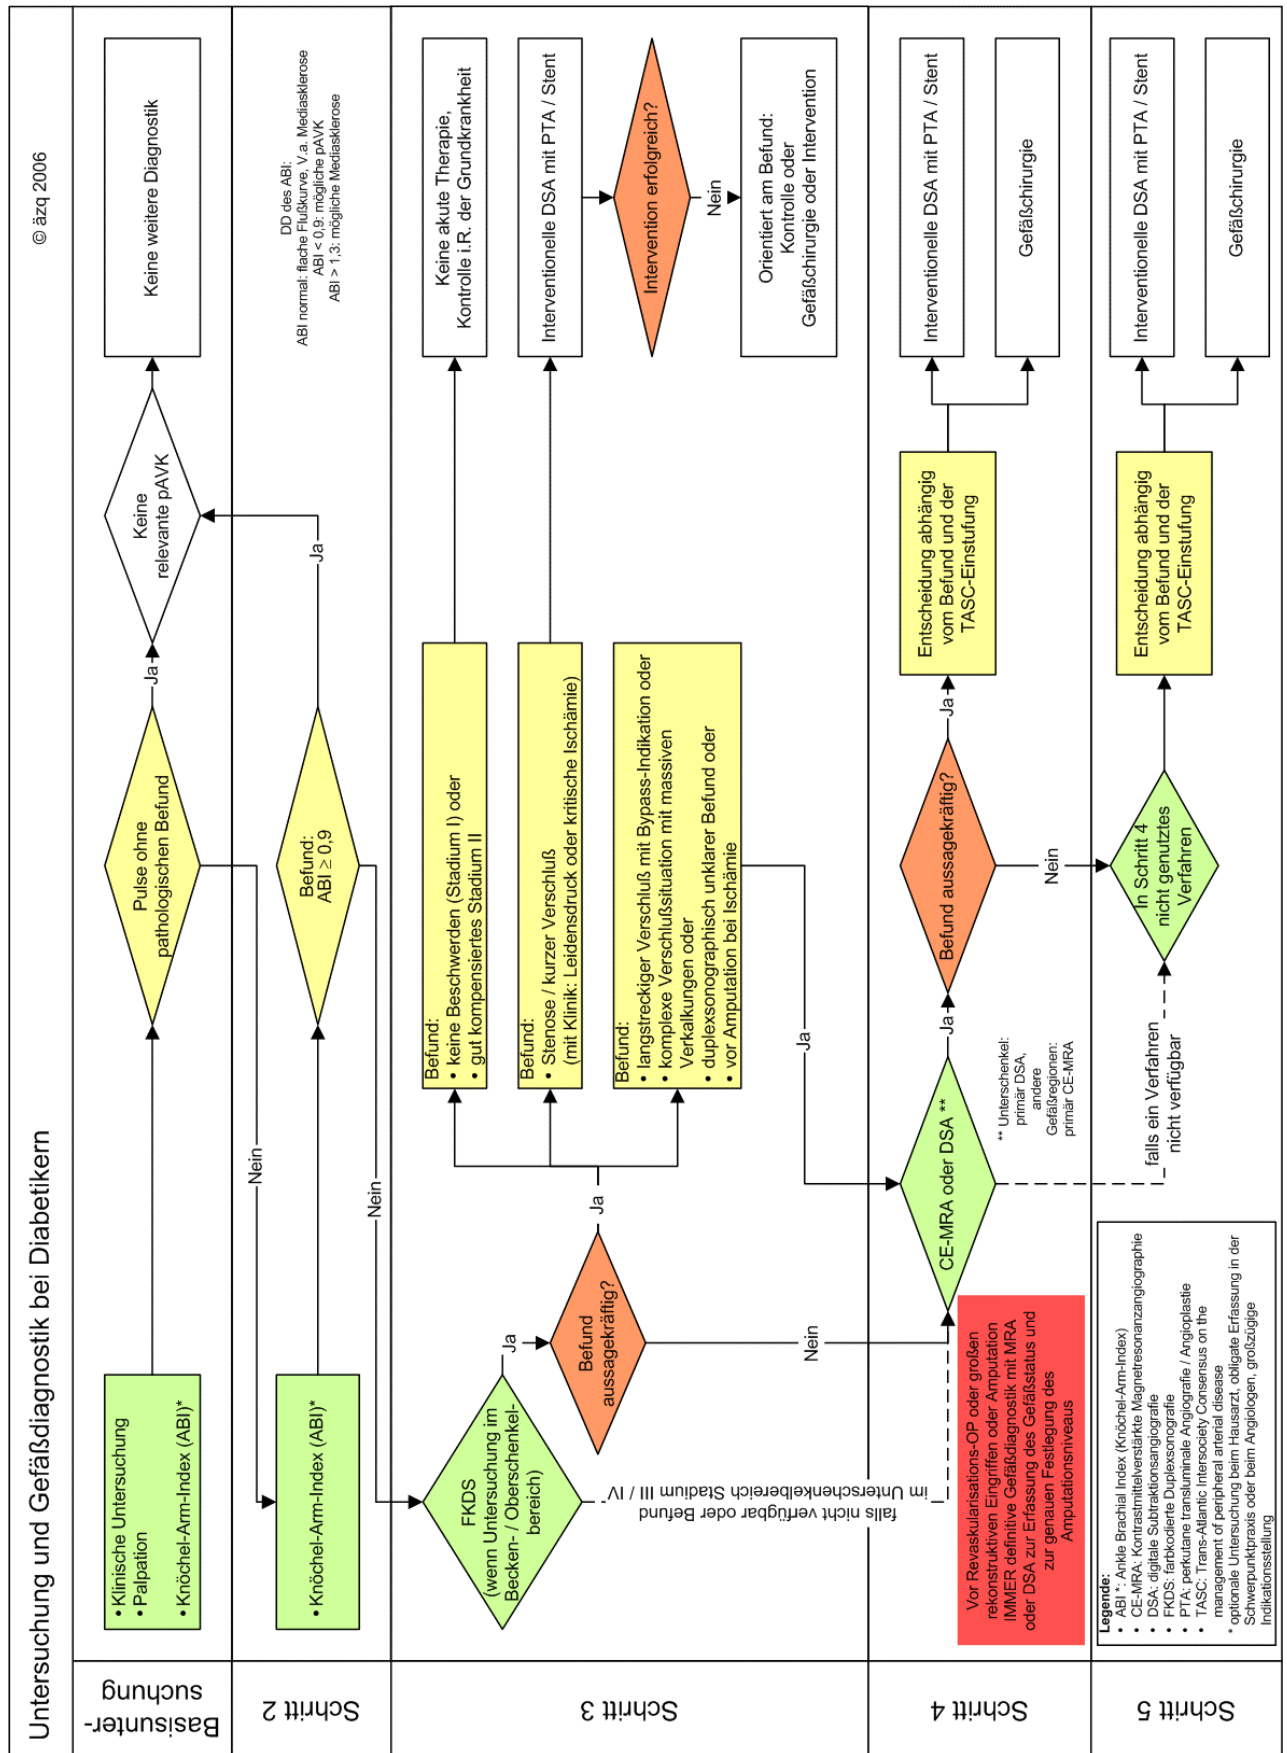 Untersuchung und Gefäßdiagnostik bei Diabetikern
© äzq 2006
Basisunter-
suchung
• Klinische Untersuchung
• Palpation
• Knöchel-Arm-Index (ABI)*
Pulse ohne
pathologischen Befund
Ja
Keine
relevante pAVK
Keine weitere Diagnostik
Nein
Schritt 2
• Knöchel-Arm-Index (ABI)*
Befund:
ABI ≥ 0,9
Ja
DD des ABI:
ABI normal: flache Flußkurve, V.a. Mediasklerose
ABI < 0,9: mögliche pAVK
ABI > 1,3: mögliche Mediasklerose
Nein
Schritt 3
FKDS
(wenn Untersuchung im
Becken- / Oberschenkel-
bereich)
Ja
Befund
aussagekräftig?
Ja
Nein
falls nicht verfügbar oder Befund
im Unterschenkelbereich Stadium III / IV
Befund:
• keine Beschwerden (Stadium I) oder
• gut kompensiertes Stadium II
Keine akute Therapie,
Kontrolle i.R. der Grundkrankheit
Befund:
• Stenose / kurzer Verschluß
(mit Klinik: Leidensdruck oder kritische Ischämie)
Interventionelle DSA mit PTA / Stent
Intervention erfolgreich?
Nein
Orientiert am Befund:
Kontrolle oder
Gefäßchirurgie oder Intervention
Befund:
• langstreckiger Verschluß mit Bypass-Indikation oder
• komplexe Verschlußsituation mit massiven
Verkalkungen oder
• duplexsonographisch unklarer Befund oder
• vor Amputation bei Ischämie
Ja
Schritt 4
Vor Revaskularisations-OP oder großen
rekonstruktiven Eingriffen oder Amputation
IMMER definitive Gefäßdiagnostik mit MRA
oder DSA zur Erfassung des Gefäßstatus und
zur genauen Festlegung des
Amputationsniveaus
CE-MRA oder DSA **
Ja
** Unterschenkel:
primär DSA,
andere
Gefäßregionen:
primär CE-MRA
Befund aussagekräftig?
Ja
Nein
Entscheidung abhängig
vom Befund und der
TASC-Einstufung
Interventionelle DSA mit PTA / Stent
Gefäßchirurgie
Schritt 5
Legende:
• ABI *: Ankle Brachial Index (Knöchel-Arm-Index)
• CE-MRA: Kontrastmittelverstärkte Magnetresonanzangiographie
• DSA: digitale Subtraktionsangiografie
• FKDS: farbkodierte Duplexsonografie
• PTA: perkutane transluminale Angiografie / Angioplastie
• TASC: Trans-Atlantic Intersociety Consensus on the
management of peripheral arterial disease
* optionale Untersuchung beim Hausarzt, obligate Erfassung in der
Schwerpunktpraxis oder beim Angiologen, großzügige
Indikationsstellung
falls ein Verfahren
nicht verfügbar
In Schritt 4
nicht genutztes
Verfahren
Entscheidung abhängig
vom Befund und der
TASC-Einstufung
Interventionelle DSA mit PTA / Stent
Gefäßchirurgie